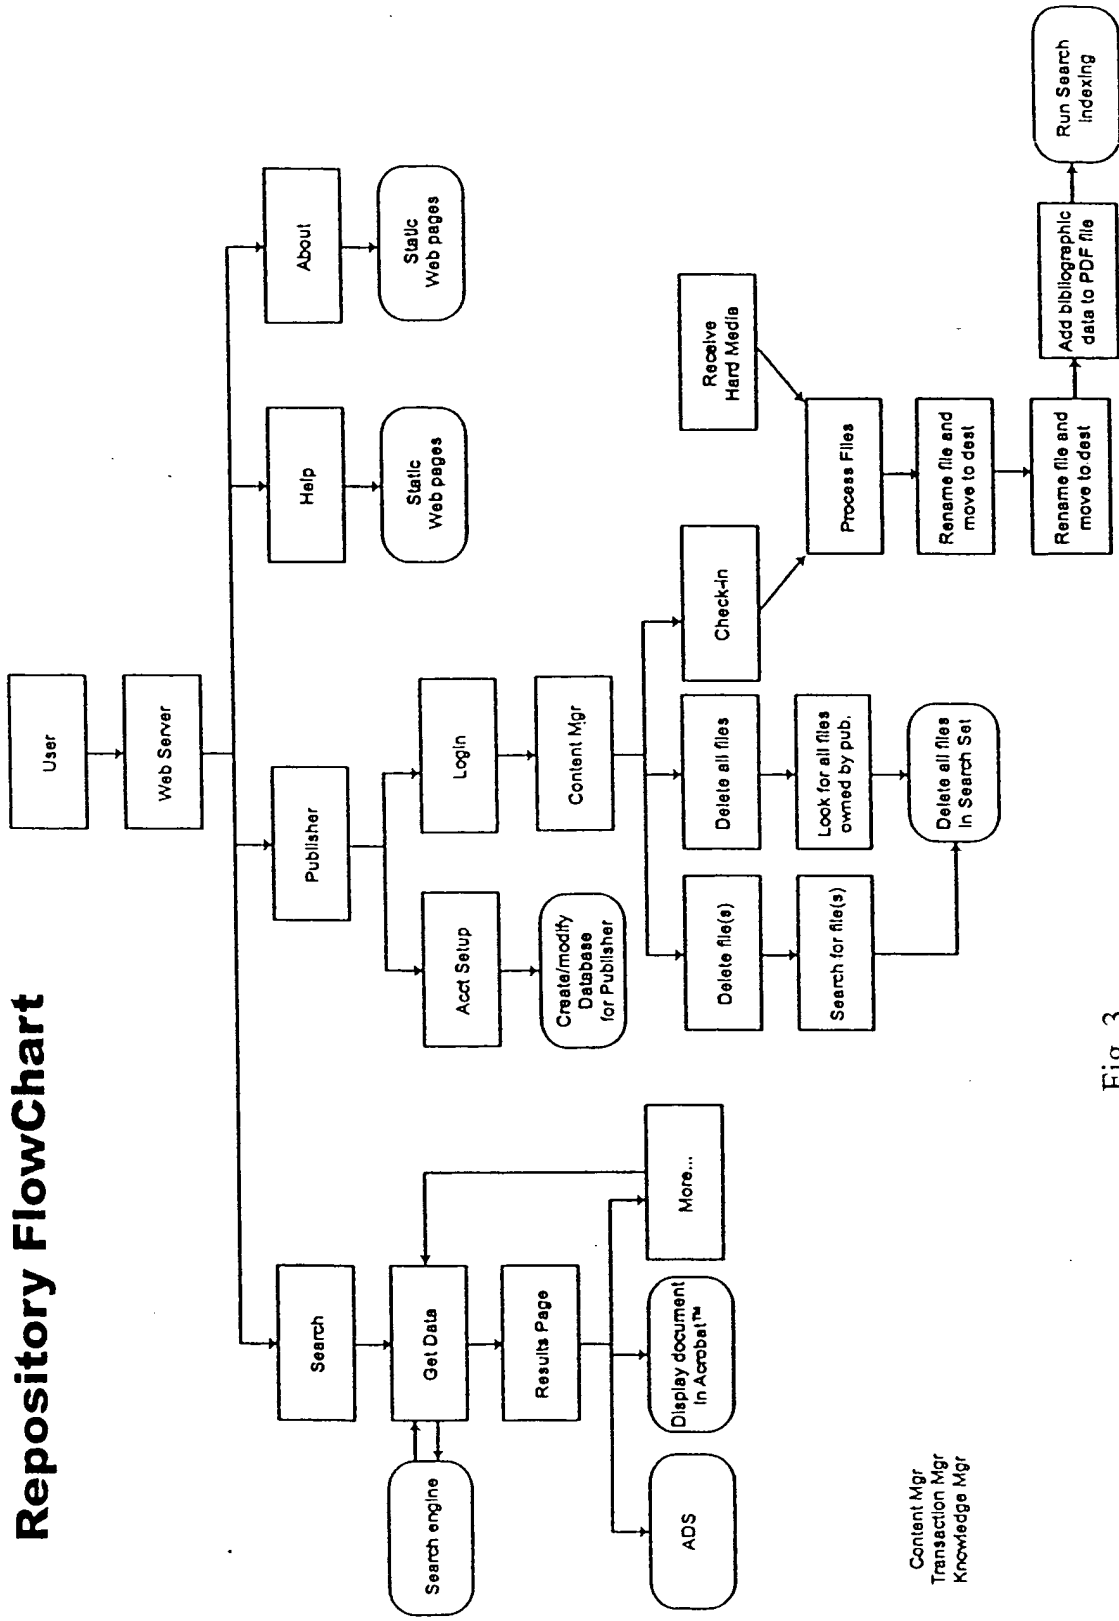 Repository FlowChart
User
Web Server
Search
Publisher
Help
About
Search engine
Get Data
Acct Setup
Login
Static
Web pages
Static
Web pages
Results Page
Create/modify
Database
for Publisher
Content Mgr
ADS
Display document
In Acrobat™
More...
Delete file(s)
Delete all files
Check-In
Receive
Hard Media
Search for file(s)
Look for all files
owned by pub.
Process Files
Delete all files
In Search Set
Rename file and
move to dest
Rename file and
move to dest
Add bibliographic
data to PDF file
Run Search
Indexing
Content Mgr
Transaction Mgr
Knowledge Mgr
Fig. 3